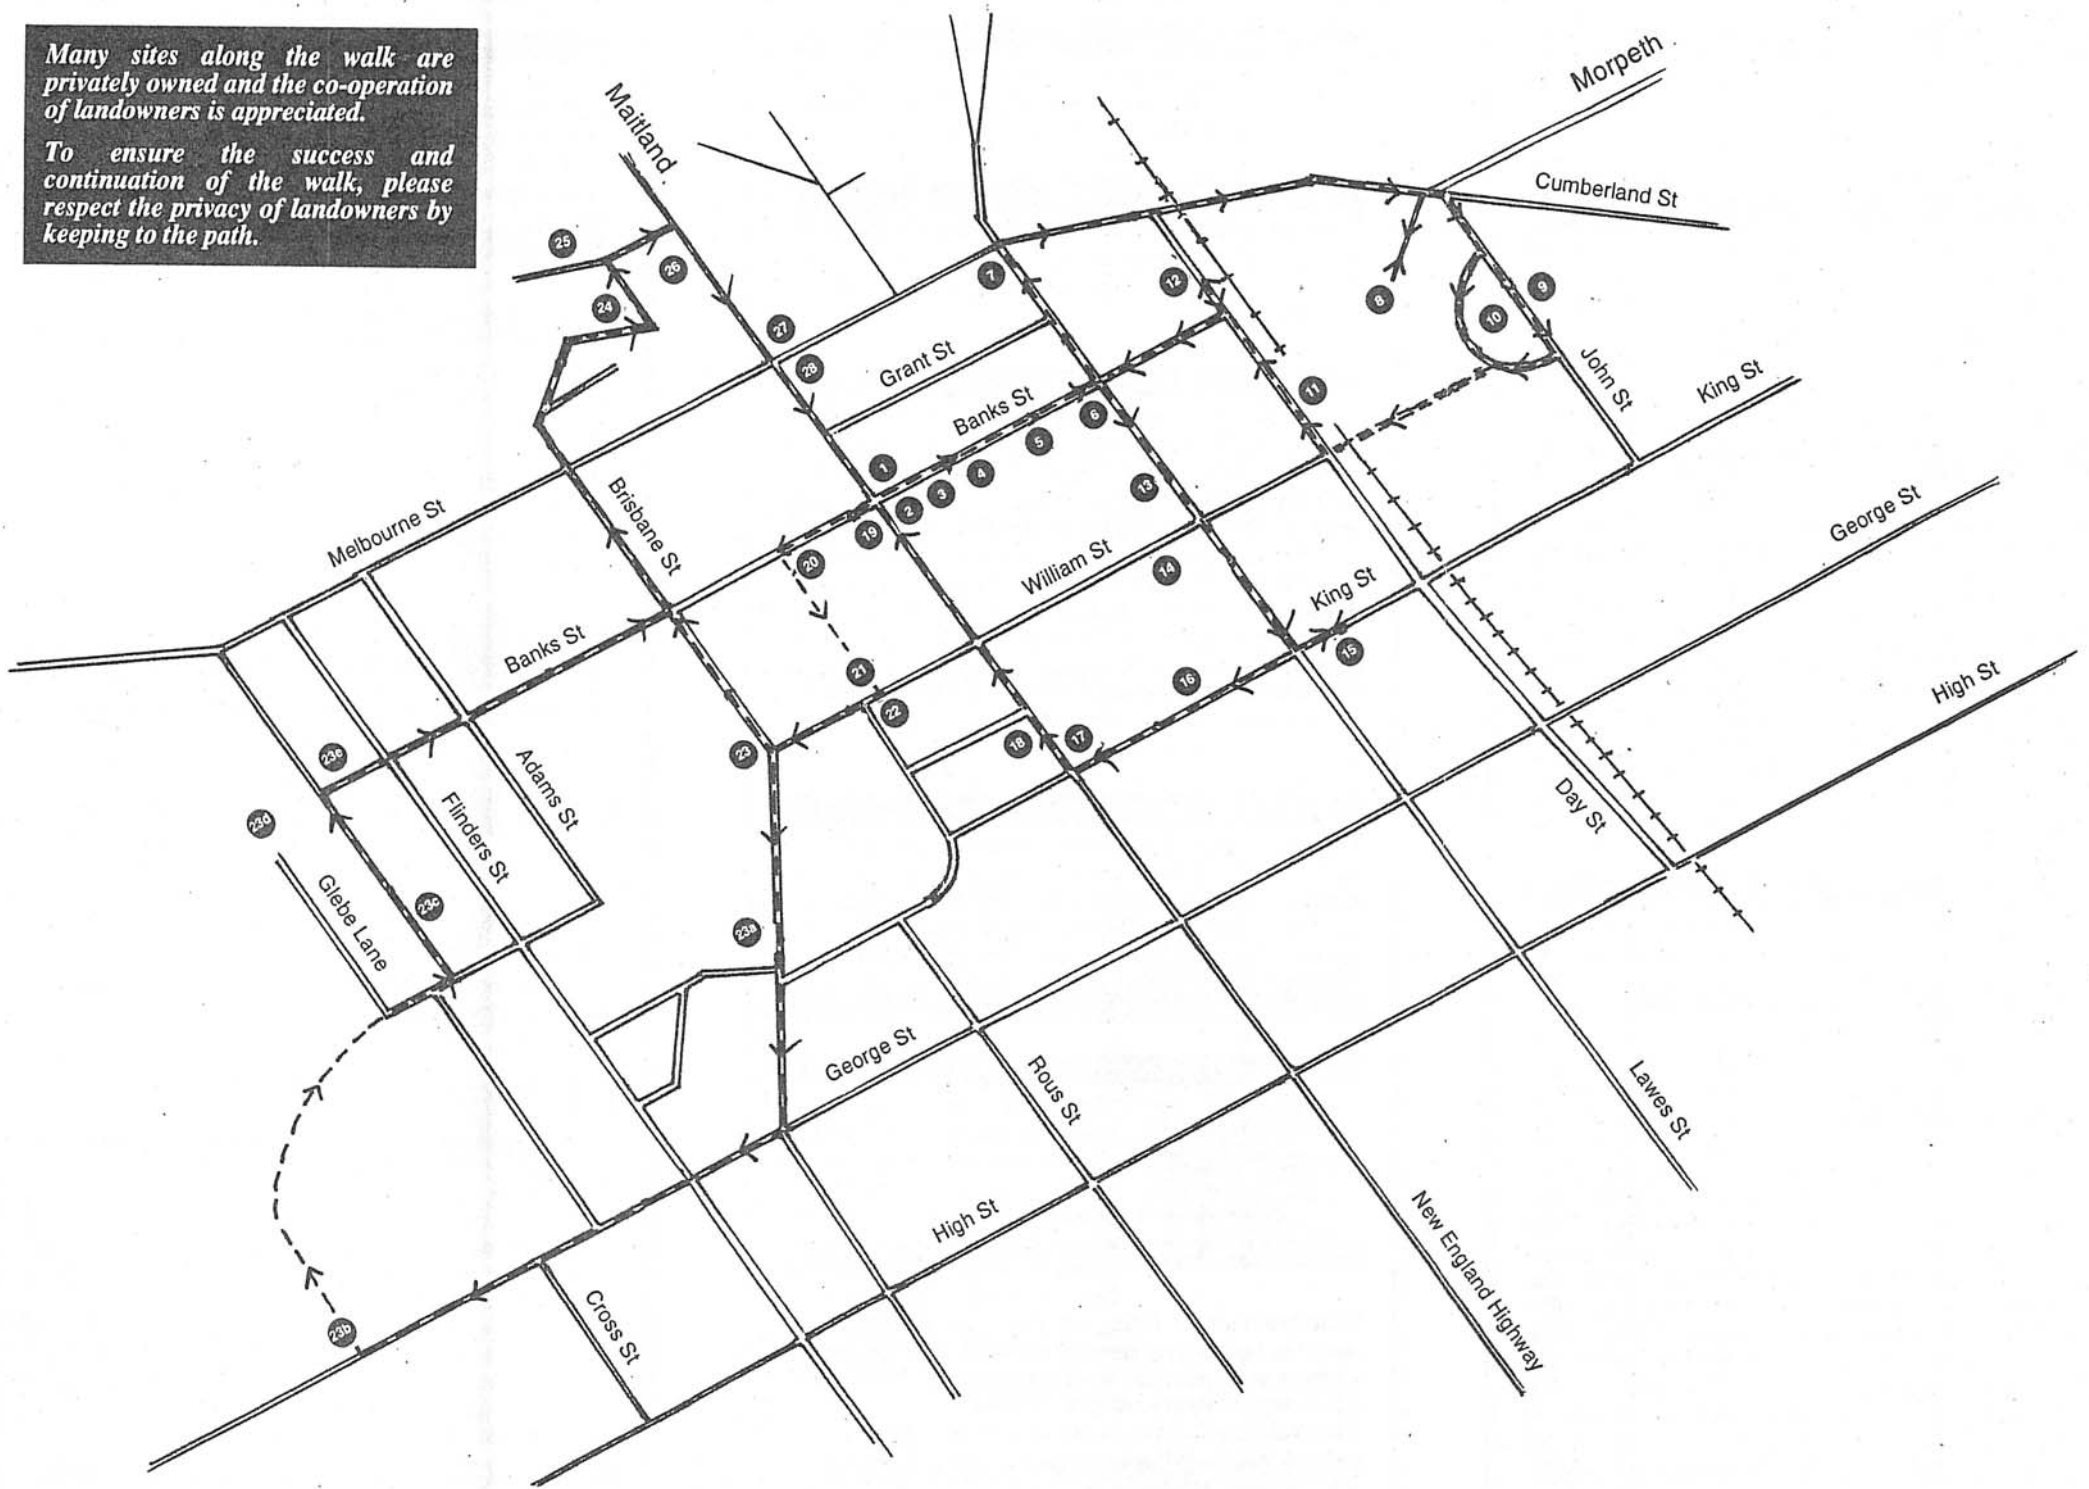 Many sites along the walk are
privately owned and the co-operation
of landowners is appreciated.
To ensure the success and
continuation of the walk, please
respect the privacy of landowners by
keeping to the path.
Maitland
Morpeth
Cumberland St
25
26
24
27
28
7
12
8
9
10
11
Grant St
Banks St
John St
King St
1
2
3
4
5
6
13
19
20
Melbourne St
Brisbane St
William St
14
King St
George St
15
16
High St
Banks St
21
22
23
18
17
23e
23d
Adams St
Flinders St
Glebe Lane
23c
23a
Day St
George St
Rous St
Lawes St
High St
New England Highway
Cross St
23b